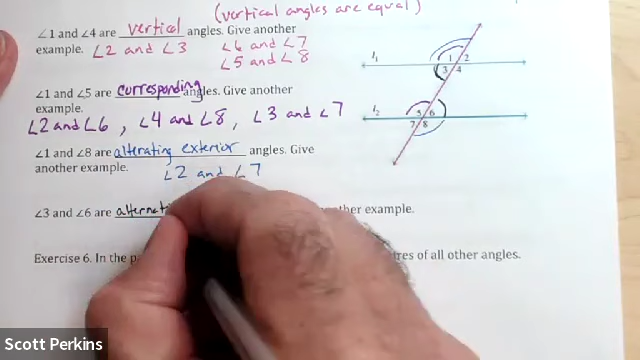 (vertical angles are equal)
∠1 and ∠4 are vertical angles. Give another
example. ∠2 and ∠3 ∠6 and ∠7
∠5 and ∠8
∠1 and ∠5 are corresponding angles. Give another
example.
∠2 and ∠6, ∠4 and ∠8, ∠3 and ∠7
∠1 and ∠8 are alterating exterior angles. Give
another example. ∠2 and ∠7
∠3 and ∠6 are example.
Exercise 6. In the of all other angles.
l₁ 1 2
3 4
l₂ 5 6
7 8
Scott Perkins